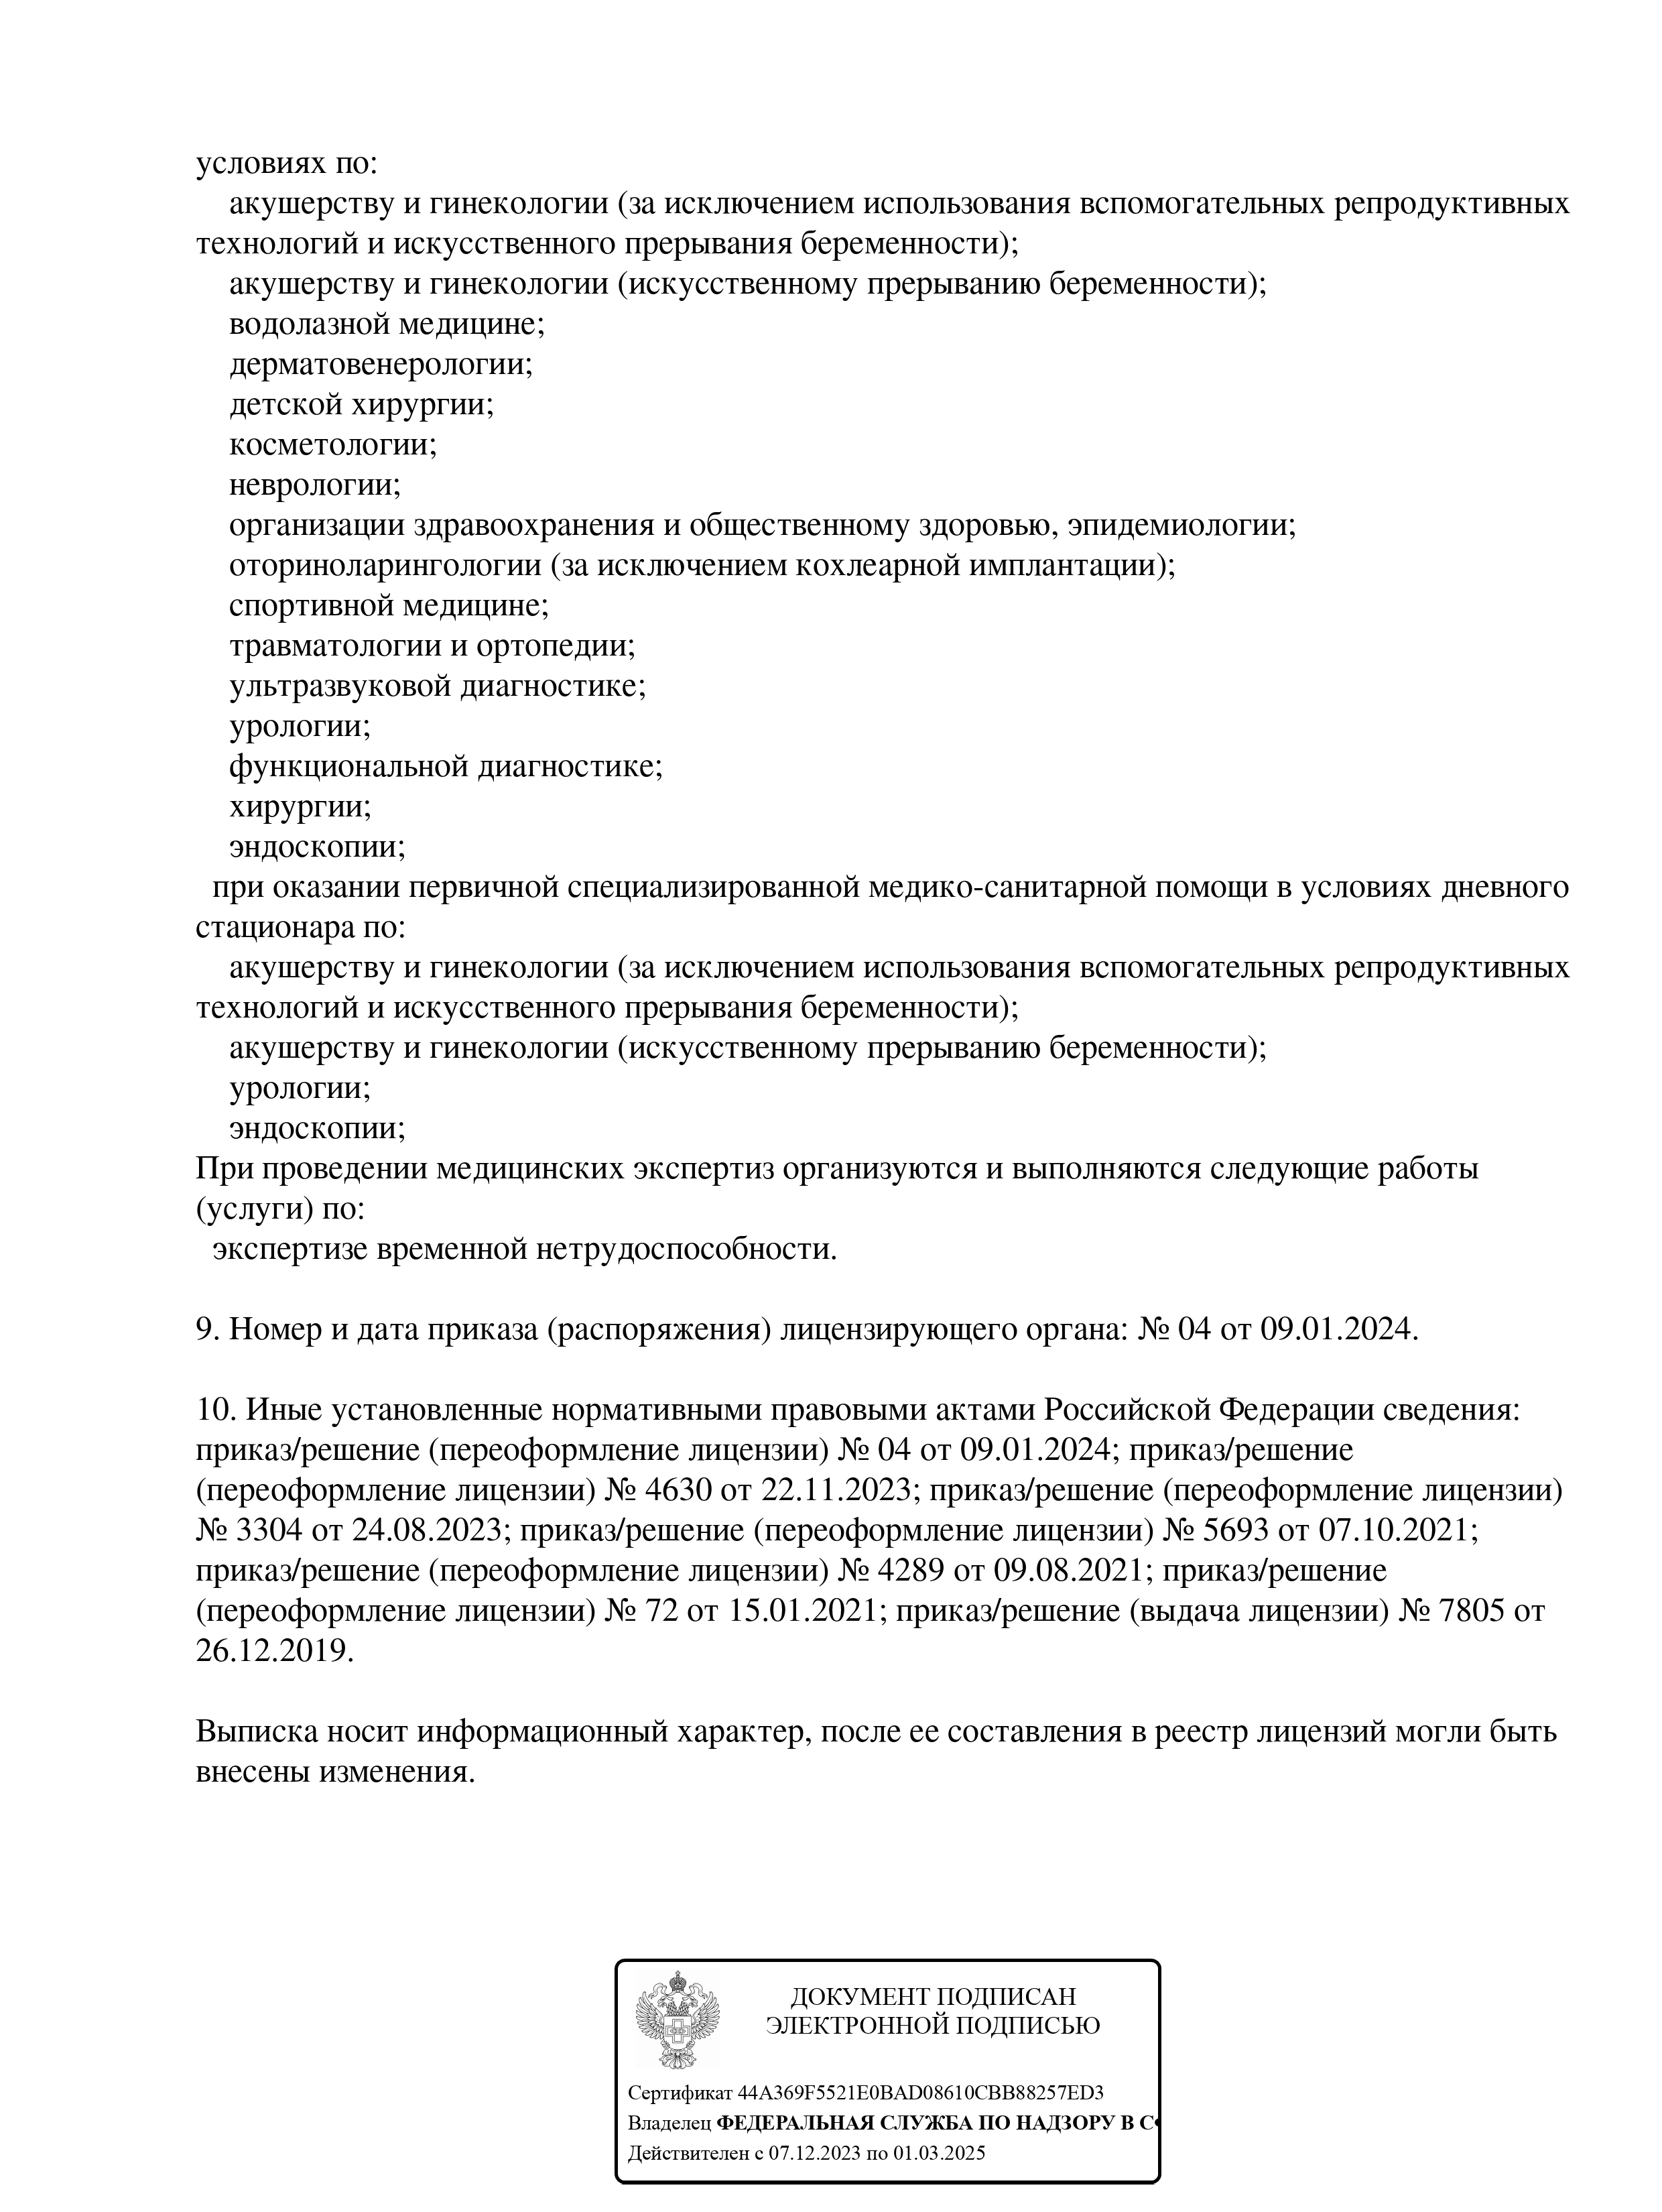 условиях по:
акушерству и гинекологии (за исключением использования вспомогательных репродуктивных
технологий и искусственного прерывания беременности);
акушерству и гинекологии (искусственному прерыванию беременности);
водолазной медицине;
дерматовенерологии;
детской хирургии;
косметологии;
неврологии;
организации здравоохранения и общественному здоровью, эпидемиологии;
оториноларингологии (за исключением кохлеарной имплантации);
спортивной медицине;
травматологии и ортопедии;
ультразвуковой диагностике;
урологии;
функциональной диагностике;
хирургии;
эндоскопии;
при оказании первичной специализированной медико-санитарной помощи в условиях дневного
стационара по:
акушерству и гинекологии (за исключением использования вспомогательных репродуктивных
технологий и искусственного прерывания беременности);
акушерству и гинекологии (искусственному прерыванию беременности);
урологии;
эндоскопии;
При проведении медицинских экспертиз организуются и выполняются следующие работы
(услуги) по:
экспертизе временной нетрудоспособности.
9. Номер и дата приказа (распоряжения) лицензирующего органа: № 04 от 09.01.2024.
10. Иные установленные нормативными правовыми актами Российской Федерации сведения:
приказ/решение (переоформление лицензии) № 04 от 09.01.2024; приказ/решение
(переоформление лицензии) № 4630 от 22.11.2023; приказ/решение (переоформление лицензии)
№ 3304 от 24.08.2023; приказ/решение (переоформление лицензии) № 5693 от 07.10.2021;
приказ/решение (переоформление лицензии) № 4289 от 09.08.2021; приказ/решение
(переоформление лицензии) № 72 от 15.01.2021; приказ/решение (выдача лицензии) № 7805 от
26.12.2019.
Выписка носит информационный характер, после ее составления в реестр лицензий могли быть
внесены изменения.
ДОКУМЕНТ ПОДПИСАН
ЭЛЕКТРОННОЙ ПОДПИСЬЮ
Сертификат 44A369F5521E0BAD08610CBB88257ED3
Владелец ФЕДЕРАЛЬНАЯ СЛУЖБА ПО НАДЗОРУ В
Действителен с 07.12.2023 по 01.03.2025